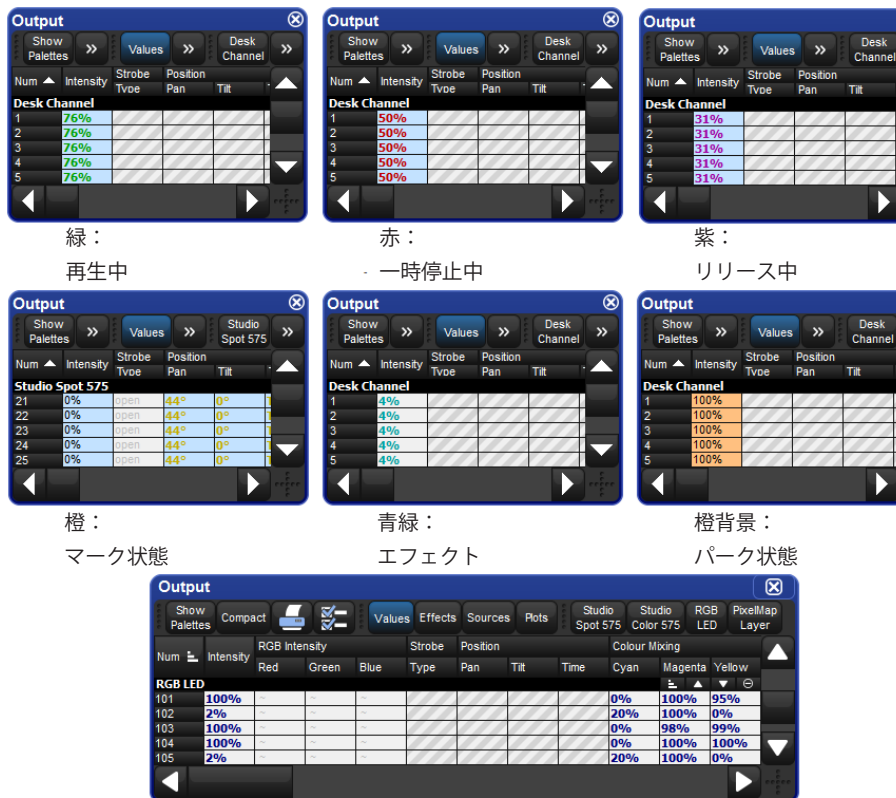 Output Output Output
Show Palettes » Values » Desk Channel » Show Palettes » Values » Desk Channel » Show Palettes » Values » Desk Channel
Num Intensity Strobe Position Num Intensity Strobe Position Num Intensity Strobe Position
Type Pan Tilt Type Pan Tilt Type Pan Tilt
Desk Channel Desk Channel Desk Channel
1 76% 1 50% 1 31%
2 76% 2 50% 2 31%
3 76% 3 50% 3 31%
4 76% 4 50% 4 31%
5 76% 5 50% 5 31%
緑： 赤： 紫：
再生中 - 一時停止中 リリース中
Output Output Output
Show Palettes » Values » Studio Spot 575 » Show Palettes » Values » Desk Channel » Show Palettes » Values » Desk Channel
Num Intensity Strobe Position Num Intensity Strobe Position Num Intensity Strobe Position
Type Pan Tilt Type Pan Tilt Type Pan Tilt
Studio Spot 575 Desk Channel Desk Channel
21 0% open 44° 0° 1 4% 1 100%
22 0% open 44° 0° 2 4% 2 100%
23 0% open 44° 0° 3 4% 3 100%
24 0% open 44° 0° 4 4% 4 100%
25 0% open 44° 0° 5 4% 5 100%
橙： 青緑： 橙背景：
マーク状態 エフェクト パーク状態
Output
Show Palettes Compact Values Effects Sources Plots Studio Spot 575 Studio Color 575 RGB LED PixelMap Layer
Num Intensity RGB Intensity Strobe Position Colour Mixing
Red Green Blue Type Pan Tilt Time Cyan Magenta Yellow
RGB LED
101 100% ~ ~ ~ 0% 100% 95%
102 2% ~ ~ ~ 20% 100% 0%
103 100% ~ ~ ~ 0% 98% 99%
104 100% ~ ~ ~ 0% 100% 100%
105 2% ~ ~ ~ 20% 100% 0%